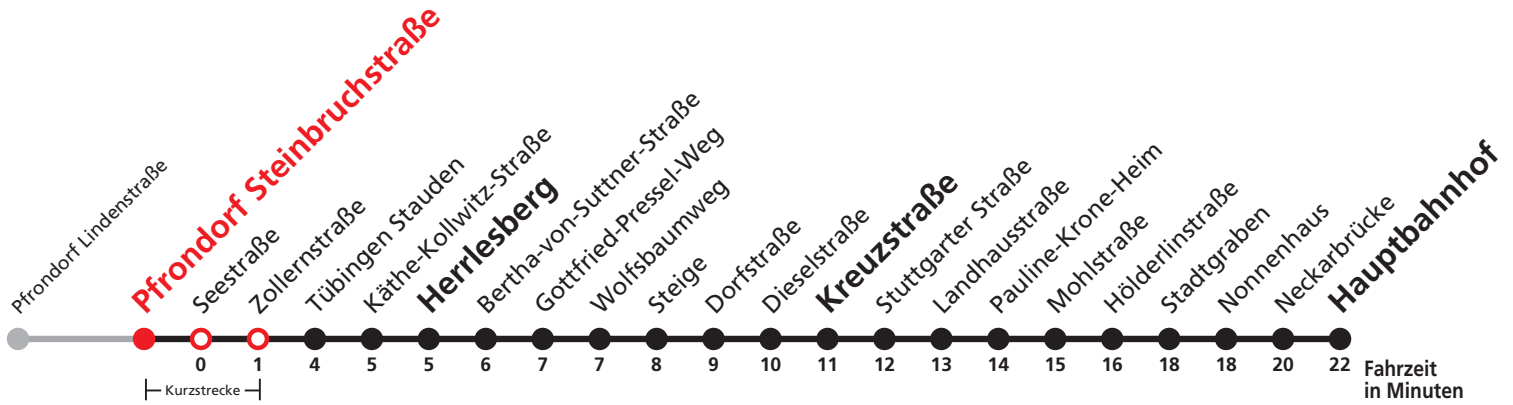 Pfrondorf Lindenstraße
Pfrondorf Steinbruchstraße
Seestraße
Zollernstraße
Tübingen Stauden
Käthe-Kollwitz-Straße
Herrlesberg
Bertha-von-Suttner-Straße
Gottfried-Pressel-Weg
Wolfsbaumweg
Steige
Dorfstraße
Dieselstraße
Kreuzstraße
Stuttgarter Straße
Landhausstraße
Pauline-Krone-Heim
Mohlstraße
Hölderlinstraße
Stadtgraben
Nonnenhaus
Neckarbrücke
Hauptbahnhof
0 1 4 5 5 6 7 7 8 9 10 11 12 13 14 15 16 18 18 20 22
Fahrzeit
in Minuten
Kurzstrecke